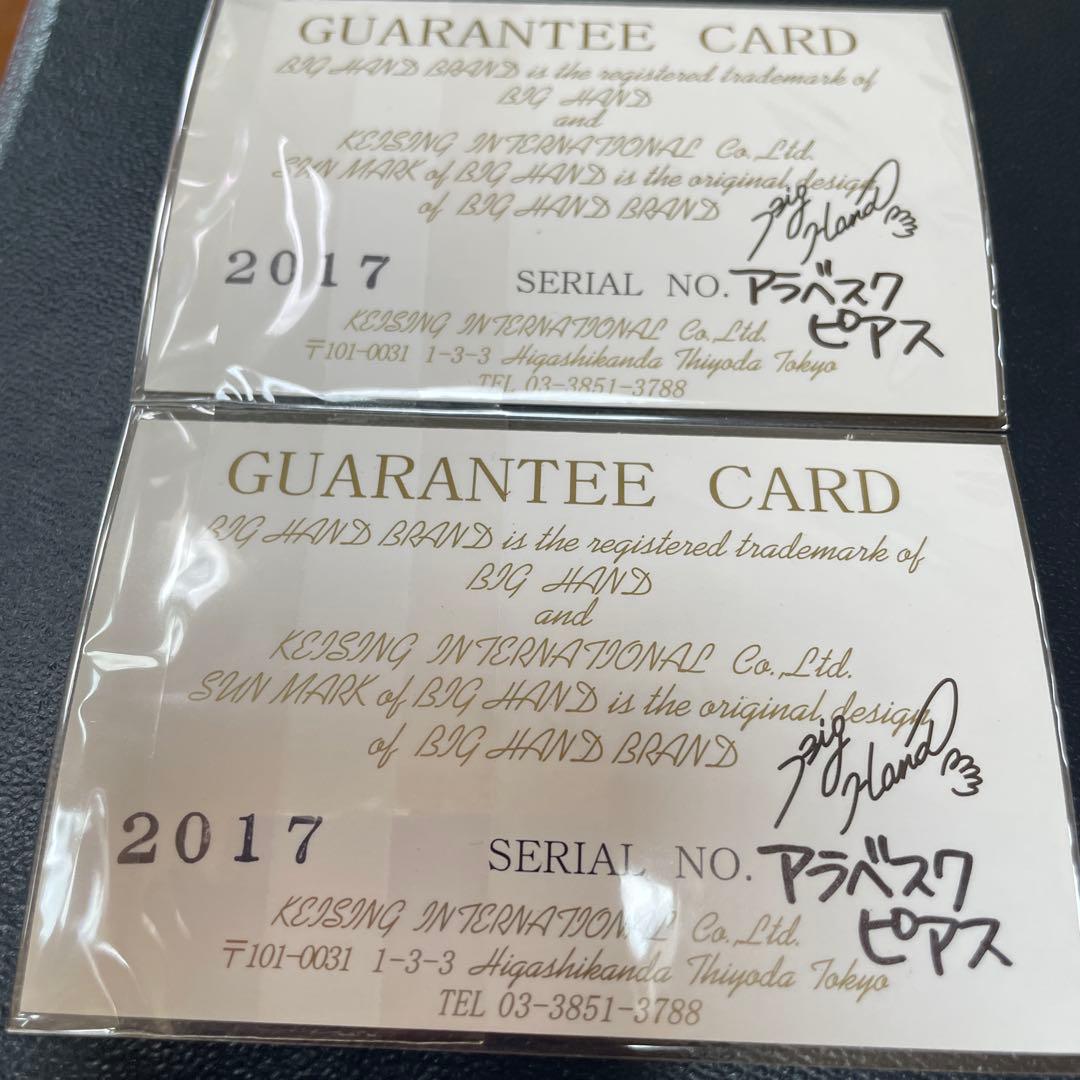 GUARANTEE CARD
BIG HAND BRAND is the registered trademark of
BIG HAND
and
KEISING INTERNATIONAL Co.,Ltd.
SUN MARK of BIG HAND is the original design
of BIG HAND BRAND
Big Hand
2017 SERIAL NO. アラベスク
ピアス
KEISING INTERNATIONAL Co.,Ltd.
〒101-0031 1-3-3 Higashikanda Thiyoda Tokyo
TEL 03-3851-3788
GUARANTEE CARD
BIG HAND BRAND is the registered trademark of
BIG HAND
and
KEISING INTERNATIONAL Co.,Ltd.
SUN MARK of BIG HAND is the original design
of BIG HAND BRAND
Big Hand
2017 SERIAL NO. アラベスク
ピアス
KEISING INTERNATIONAL Co.,Ltd.
〒101-0031 1-3-3 Higashikanda Thiyoda Tokyo
TEL 03-3851-3788